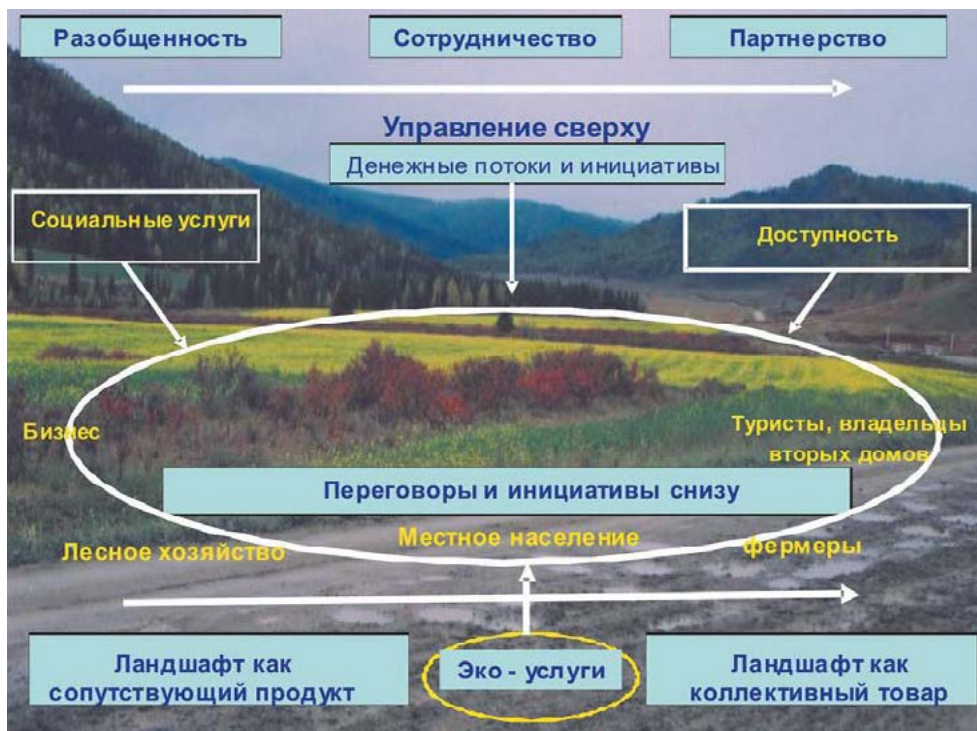 Разобщенность
Сотрудничество
Партнерство
Управление сверху
Денежные потоки и инициативы
Социальные услуги
Доступность
Бизнес
Туристы, владельцы
вторых домов
Переговоры и инициативы снизу
Лесное хозяйство
Местное население
фермеры
Ландшафт как
сопутствующий продукт
Эко - услуги
Ландшафт как
коллективный товар